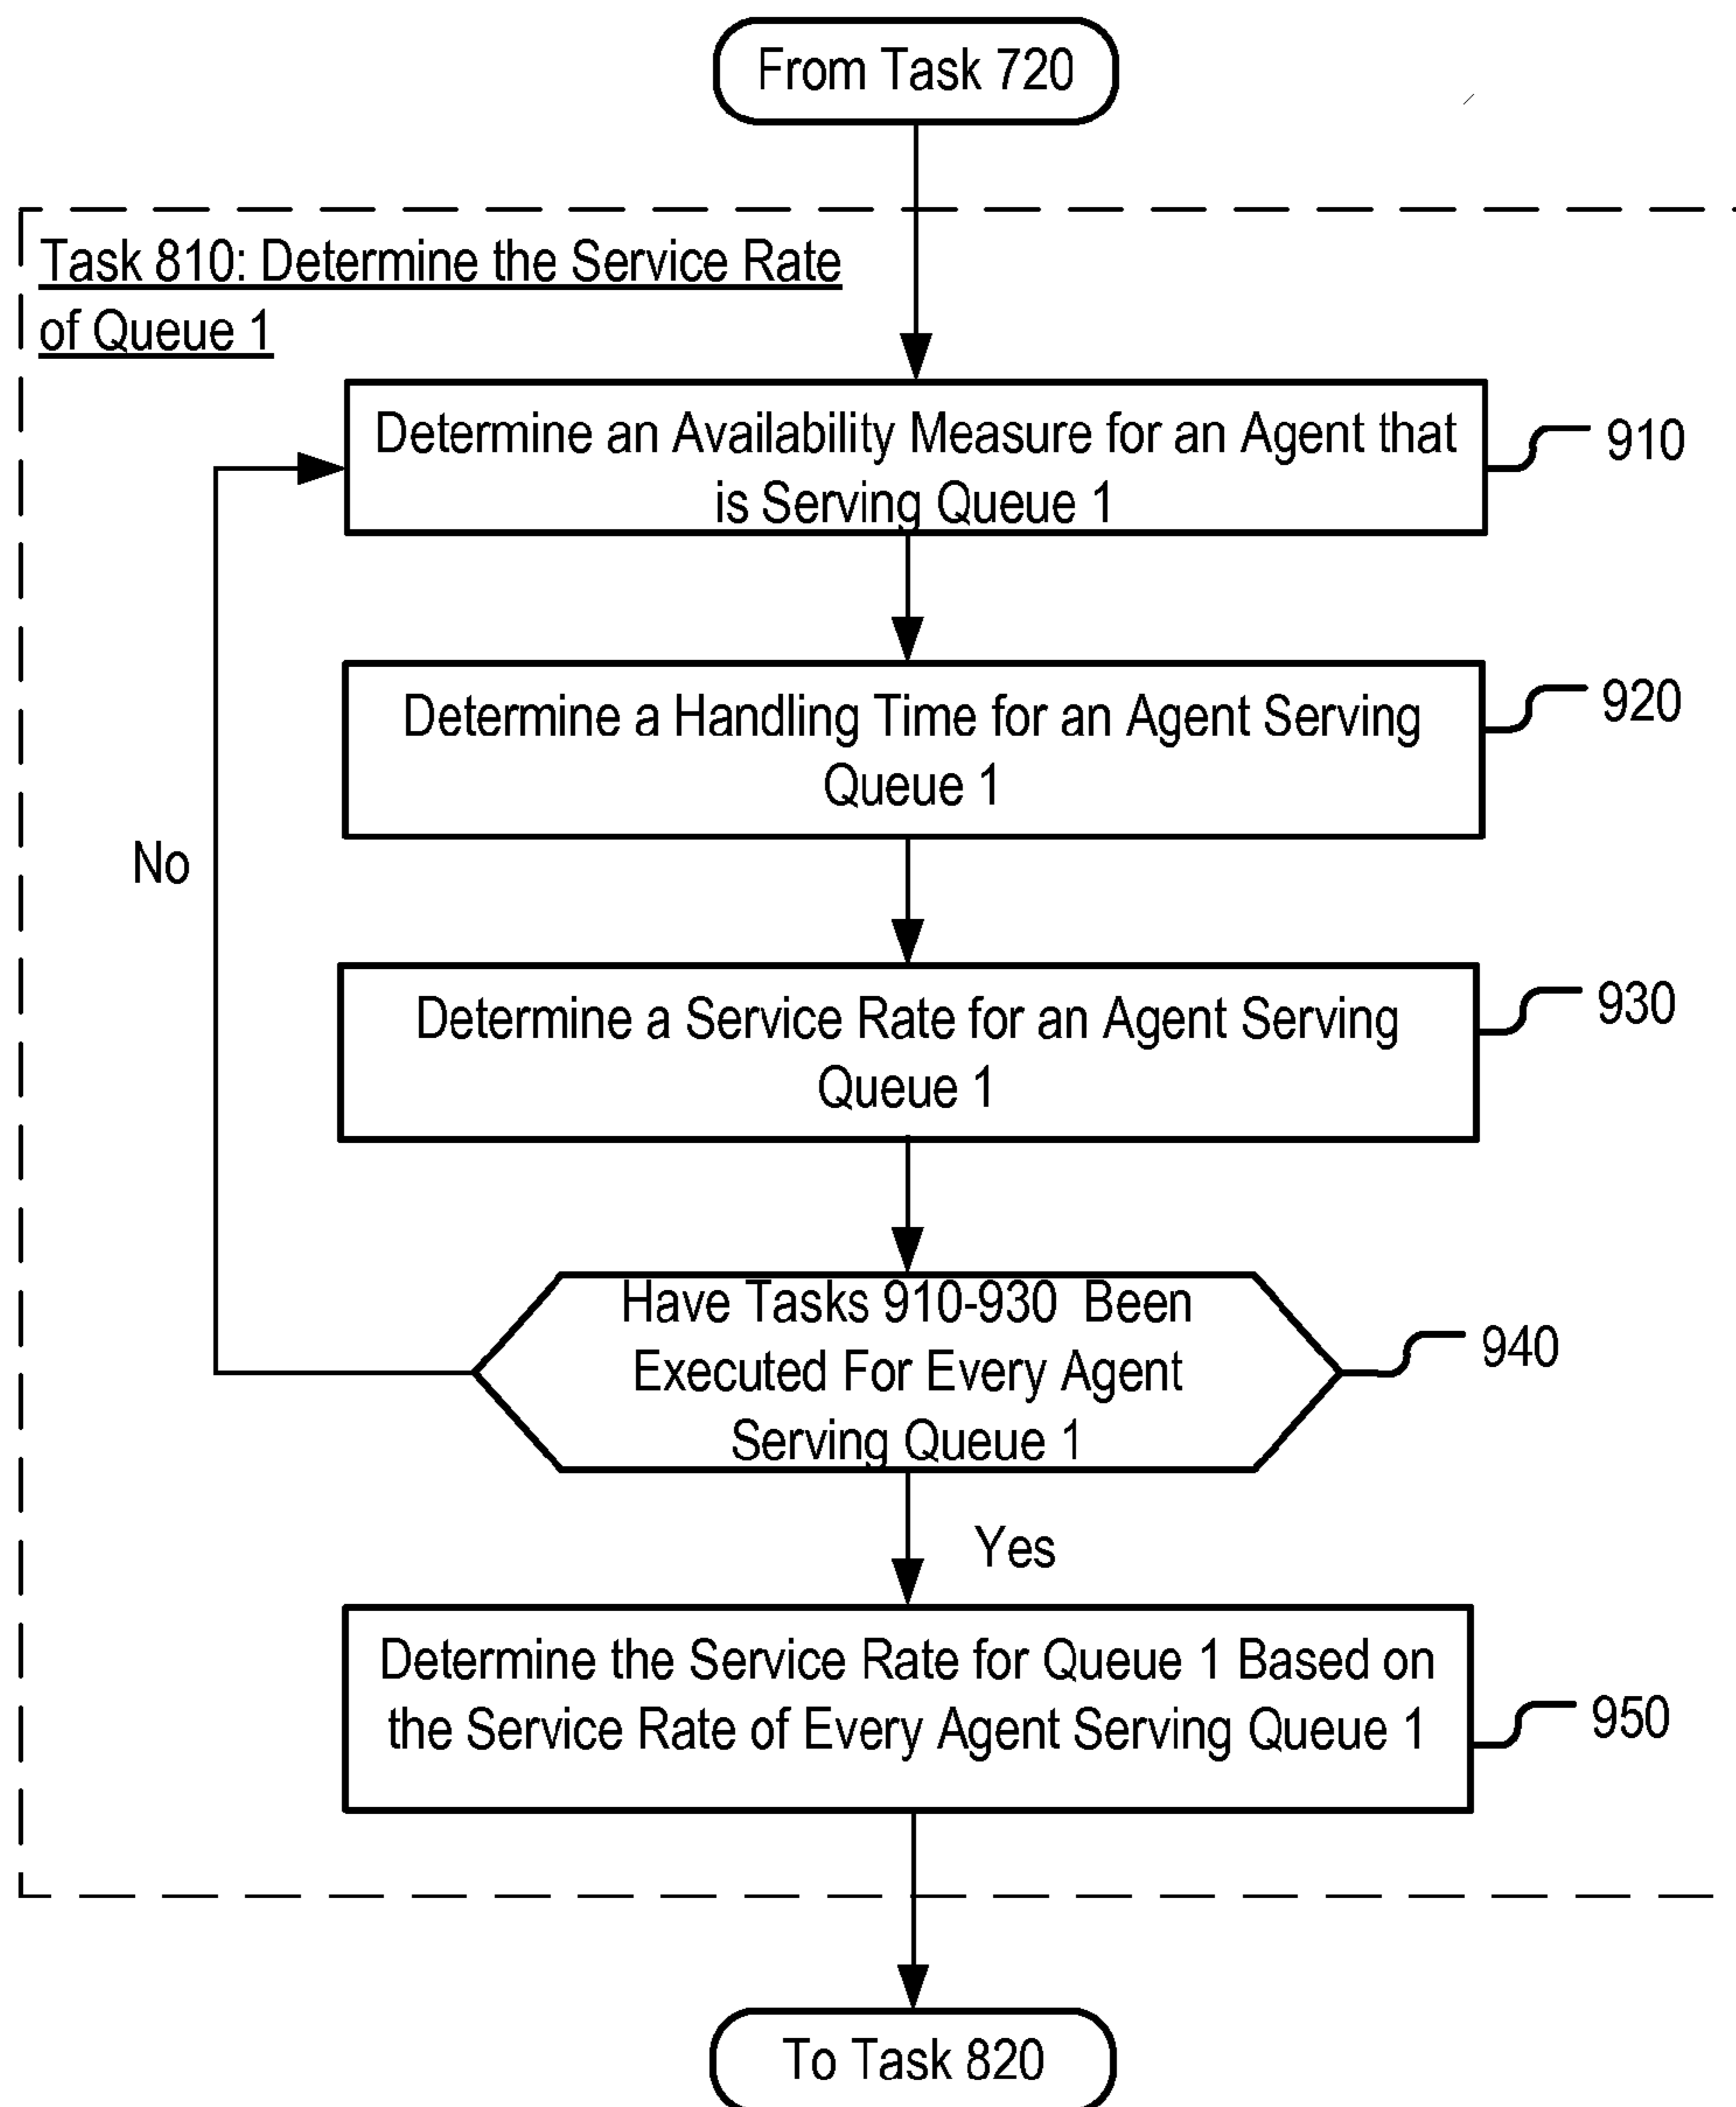 From Task 720
Task 810: Determine the Service Rate
of Queue 1
Determine an Availability Measure for an Agent that
is Serving Queue 1
910
Determine a Handling Time for an Agent Serving
Queue 1
920
No
Determine a Service Rate for an Agent Serving
Queue 1
930
Have Tasks 910-930 Been
Executed For Every Agent
Serving Queue 1
940
Yes
Determine the Service Rate for Queue 1 Based on
the Service Rate of Every Agent Serving Queue 1
950
To Task 820